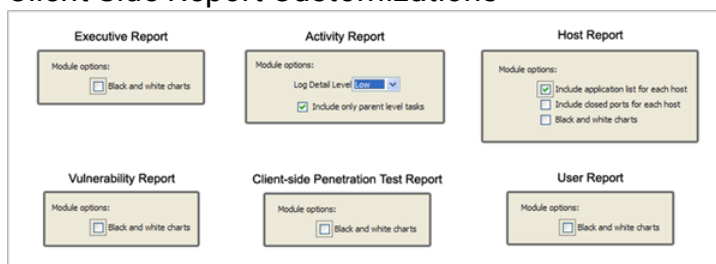 Client Side Report Customizations
Executive Report
Module options:
Black and white charts
Activity Report
Module options:
Log Detail Level Low
Include only parent level tasks
Host Report
Module options:
Include application list for each host
Include closed ports for each host
Black and white charts
Vulnerability Report
Module options:
Black and white charts
Client-side Penetration Test Report
Module options:
Black and white charts
User Report
Module options:
Black and white charts